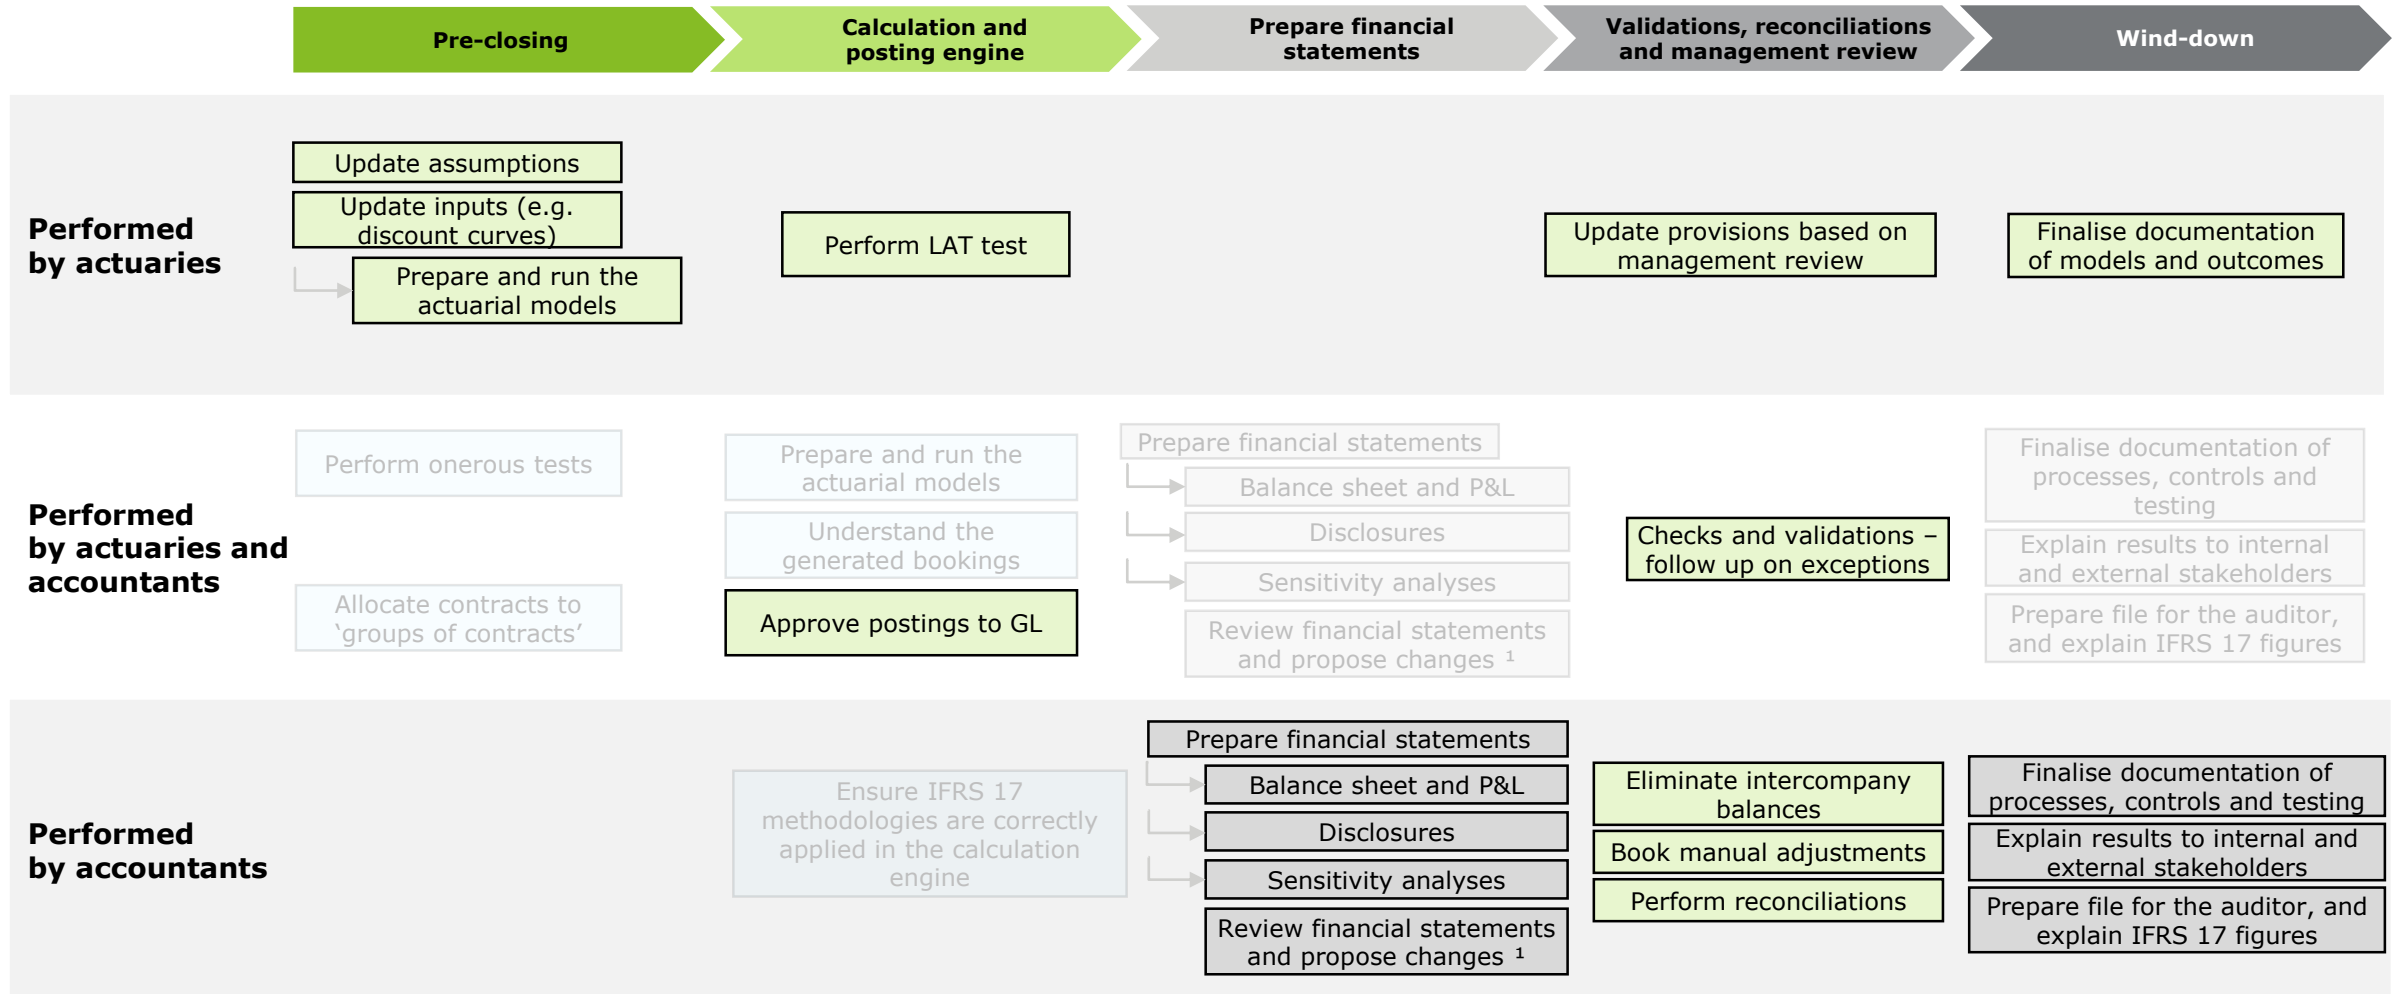 Pre-closing
Calculation and
posting engine
Prepare financial
statements
Validations, reconciliations
and management review
Wind-down
Performed
by actuaries
Update assumptions
Update inputs (e.g.
discount curves)
Prepare and run the
actuarial models
Perform LAT test
Update provisions based on
management review
Finalise documentation
of models and outcomes
Performed
by actuaries and
accountants
Perform onerous tests
Allocate contracts to
‘groups of contracts’
Prepare and run the
actuarial models
Understand the
generated bookings
Approve postings to GL
Prepare financial statements
Balance sheet and P&L
Disclosures
Sensitivity analyses
Review financial statements
and propose changes ¹
Checks and validations –
follow up on exceptions
Finalise documentation of
processes, controls and
testing
Explain results to internal
and external stakeholders
Prepare file for the auditor,
and explain IFRS 17 figures
Performed
by accountants
Ensure IFRS 17
methodologies are correctly
applied in the calculation
engine
Prepare financial statements
Balance sheet and P&L
Disclosures
Sensitivity analyses
Review financial statements
and propose changes ¹
Eliminate intercompany
balances
Book manual adjustments
Perform reconciliations
Finalise documentation of
processes, controls and testing
Explain results to internal and
external stakeholders
Prepare file for the auditor, and
explain IFRS 17 figures